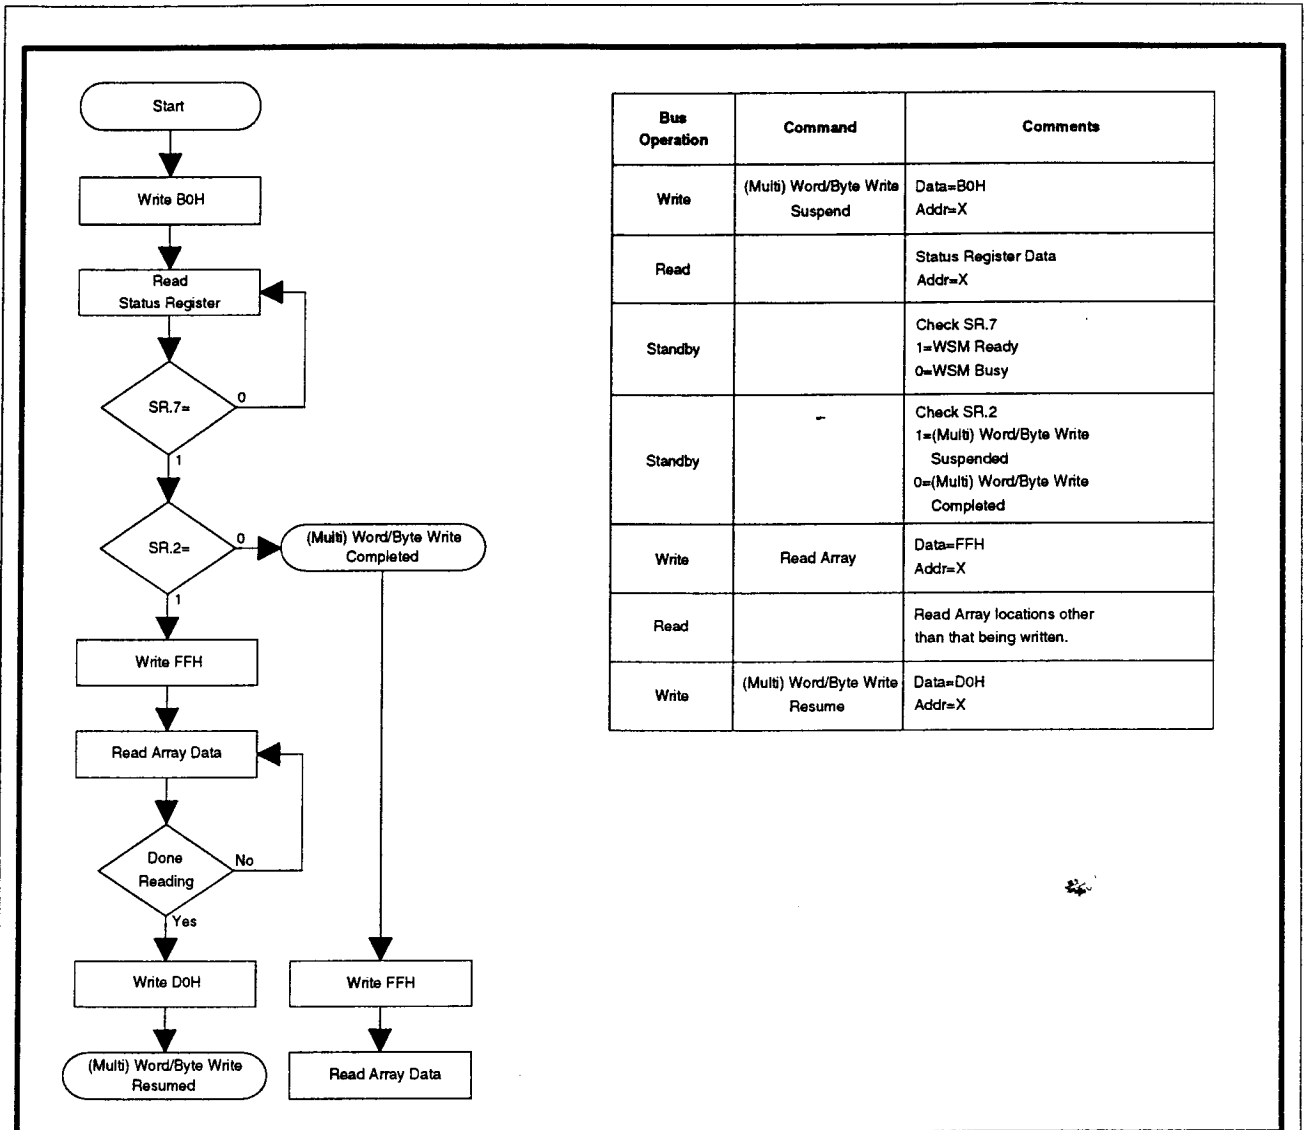 Start
Write B0H
Read
Status Register
SR.7=
0
1
SR.2=
0
(Multi) Word/Byte Write
Completed
1
Write FFH
Read Array Data
Done
Reading
No
Yes
Write D0H
(Multi) Word/Byte Write
Resumed
Write FFH
Read Array Data
Bus
Operation
Command
Comments
Write
(Multi) Word/Byte Write
Suspend
Data=B0H
Addr=X
Read
Status Register Data
Addr=X
Standby
Check SR.7
1=WSM Ready
0=WSM Busy
Standby
Check SR.2
1=(Multi) Word/Byte Write
Suspended
0=(Multi) Word/Byte Write
Completed
Write
Read Array
Data=FFH
Addr=X
Read
Read Array locations other
than that being written.
Write
(Multi) Word/Byte Write
Resume
Data=D0H
Addr=X